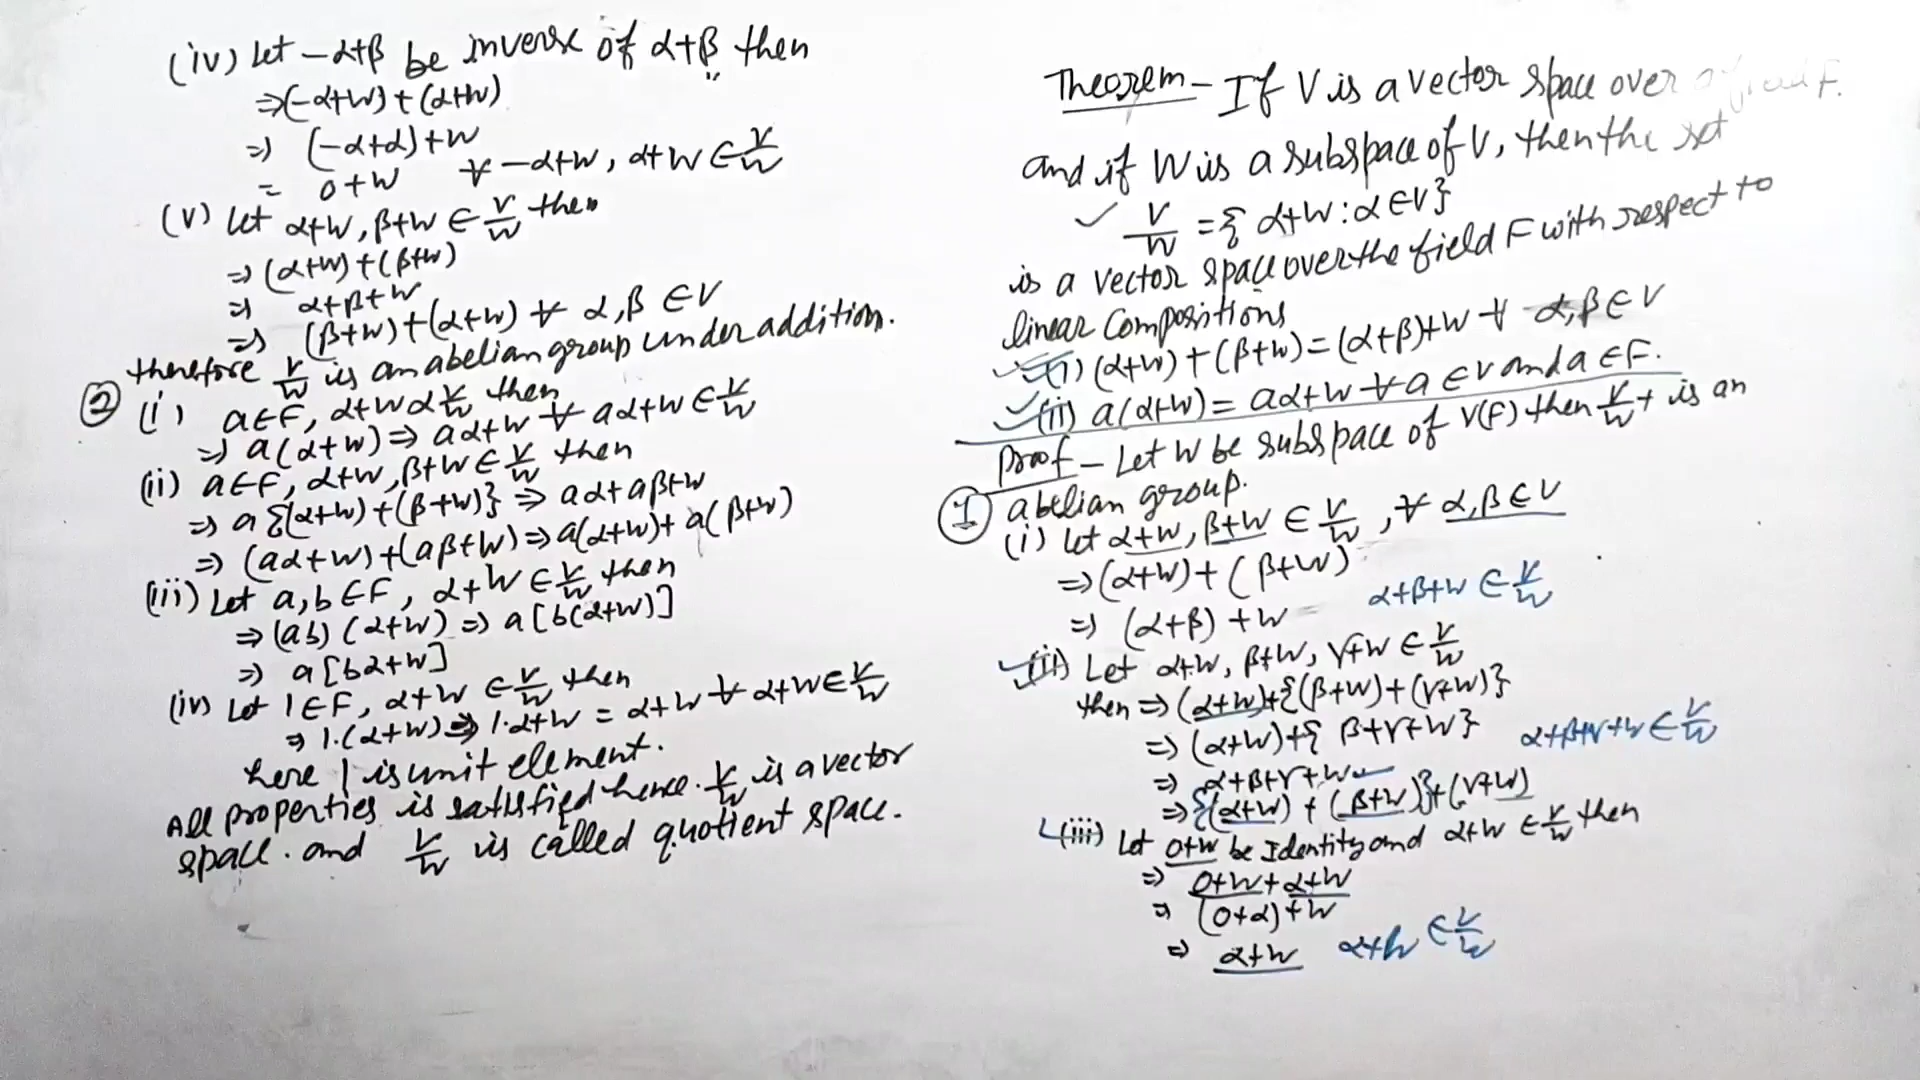 (iv) Let -α+β be inverse of α+β then
⇒(-α+W)+(α+W)
⇒ (-α+α)+W
= 0+W ∀ -α+W, α+W ∈ V/W
(v) Let α+W, β+W ∈ V/W then
⇒ (α+W)+(β+W)
⇒ α+β+W
⇒ (β+W)+(α+W) ∀ α,β ∈V
therefore V/W is an abelian group under addition.
② (i) a∈F, α+W α V/W then
⇒ a(α+W) ⇒ aα+W ∀ aα+W ∈ V/W
(ii) a∈F, α+W, β+W ∈ V/W then
⇒ a{(α+W)+(β+W)} ⇒ aα+aβ+W
⇒ (aα+W)+(aβ+W) ⇒ a(α+W)+a(β+W)
(iii) Let a,b∈F, α+W ∈ V/W then
⇒ (ab)(α+W) ⇒ a[b(α+W)]
⇒ a[bα+W]
(iv) Let 1∈F, α+W ∈ V/W then
⇒ 1.(α+W) ⇒ 1.α+W = α+W ∀ α+W∈ V/W
here 1 is unit element.
All properties is satisfied hence. V/W is a vector
space. and V/W is called quotient space.
Theorem - If V is a vector space over a field F.
and if W is a subspace of V, then the set
✓ V/W = { α+W : α∈V}
is a vector space over the field F with respect to
linear compositions
✓(i) (α+W)+(β+W)=(α+β)+W ∀ α,β∈V
✓(ii) a(α+W)= aα+W ∀ a ∈V and a ∈F.
Proof - Let W be subspace of V(F) then V/W + is an
① abelian group.
(i) let α+W, β+W ∈ V/W, ∀ α,β∈V
⇒(α+W)+(β+W)
α+β+W ∈ V/W
⇒ (α+β)+W
✓(ii) Let α+W, β+W, γ+W ∈ V/W
then ⇒ (α+W)+{(β+W)+(γ+W)}
⇒ (α+W)+{β+γ+W} α+β+γ+W ∈ V/W
⇒ α+β+γ+W
⇒{(α+W)+(β+W)}+(γ+W)
(iii) Let 0+W be Identity and α+W ∈ V/W then
⇒ 0+W+α+W
⇒ (0+α)+W
⇒ α+W α+W ∈ V/W